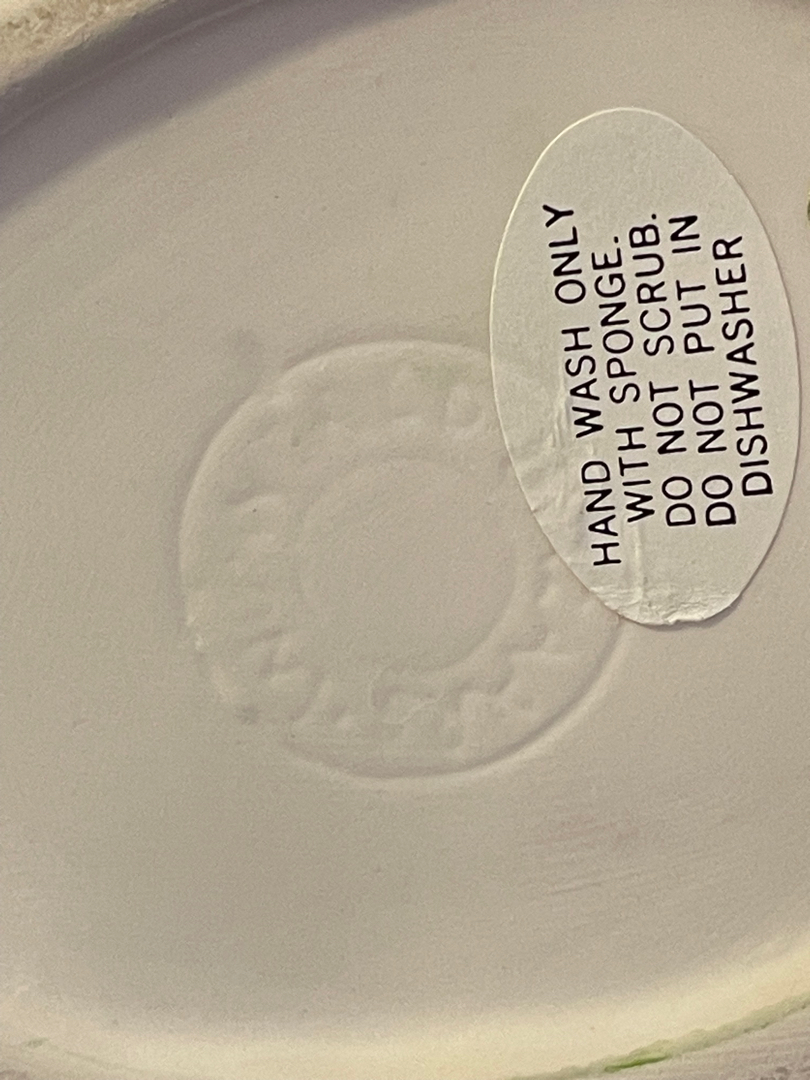 HAND WASH ONLY
WITH SPONGE.
DO NOT SCRUB.
DO NOT PUT IN
DISHWASHER